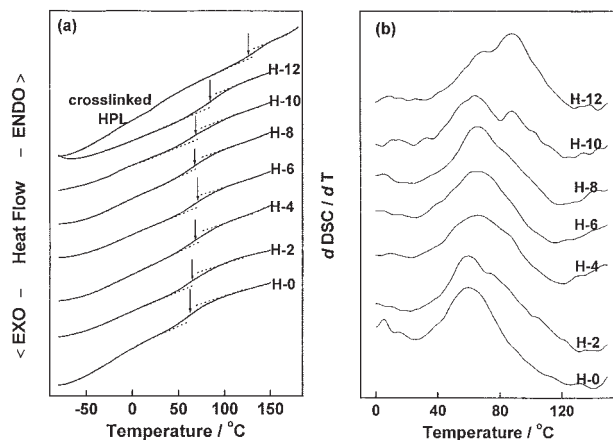 (a)
crosslinked
HPL
H-12
H-10
H-8
H-6
H-4
H-2
H-0
< EXO – Heat Flow – ENDO >
-50 0 50 100 150
Temperature / °C
(b)
H-12
H-10
H-8
H-6
H-4
H-2
H-0
d DSC / d T
0 40 80 120
Temperature / °C